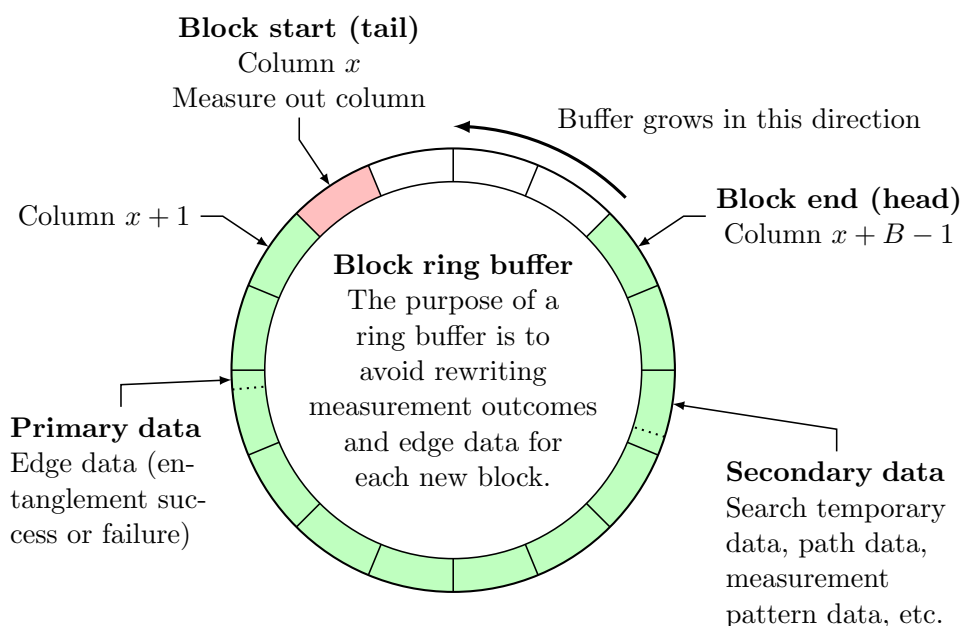 Block start (tail)
Column x
Measure out column
Buffer grows in this direction
Column x + 1
Block end (head)
Column x + B − 1
Block ring buffer
The purpose of a
ring buffer is to
avoid rewriting
measurement outcomes
and edge data for
each new block.
Primary data
Edge data (en-
tanglement suc-
cess or failure)
Secondary data
Search temporary
data, path data,
measurement
pattern data, etc.